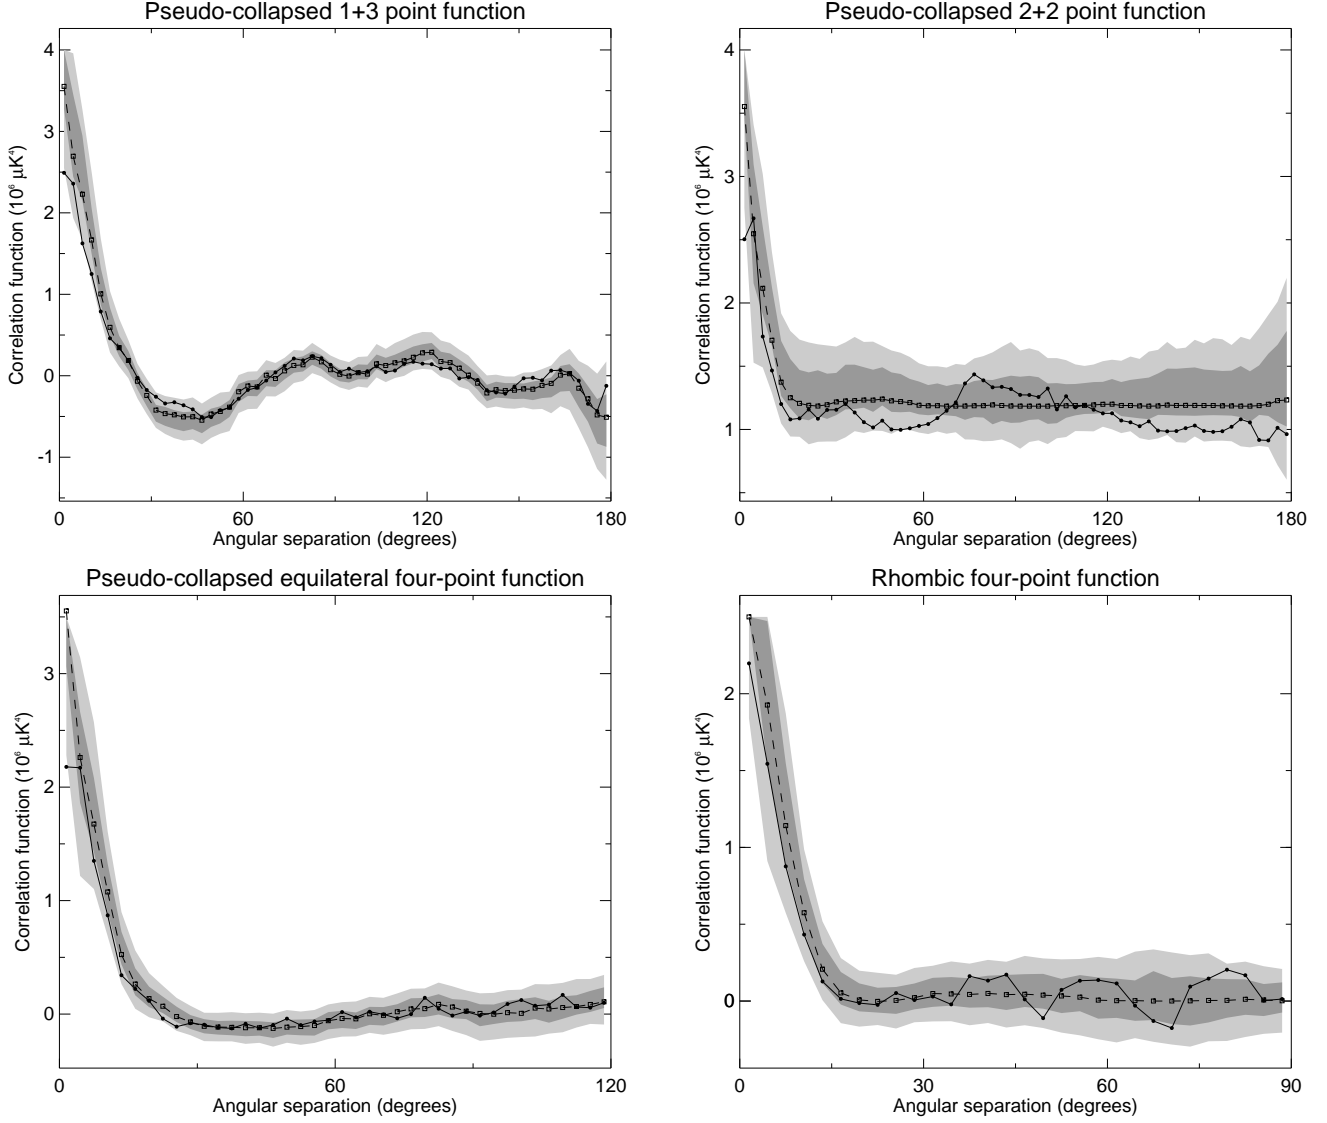 Pseudo-collapsed 1+3 point function
Correlation function (10⁶ μK⁴)
4
3
2
1
0
-1
0 60 120 180
Angular separation (degrees)
Pseudo-collapsed 2+2 point function
Correlation function (10⁶ μK⁴)
4
3
2
1
0 60 120 180
Angular separation (degrees)
Pseudo-collapsed equilateral four-point function
Correlation function (10⁶ μK⁴)
3
2
1
0
0 60 120
Angular separation (degrees)
Rhombic four-point function
Correlation function (10⁶ μK⁴)
2
1
0
0 30 60 90
Angular separation (degrees)